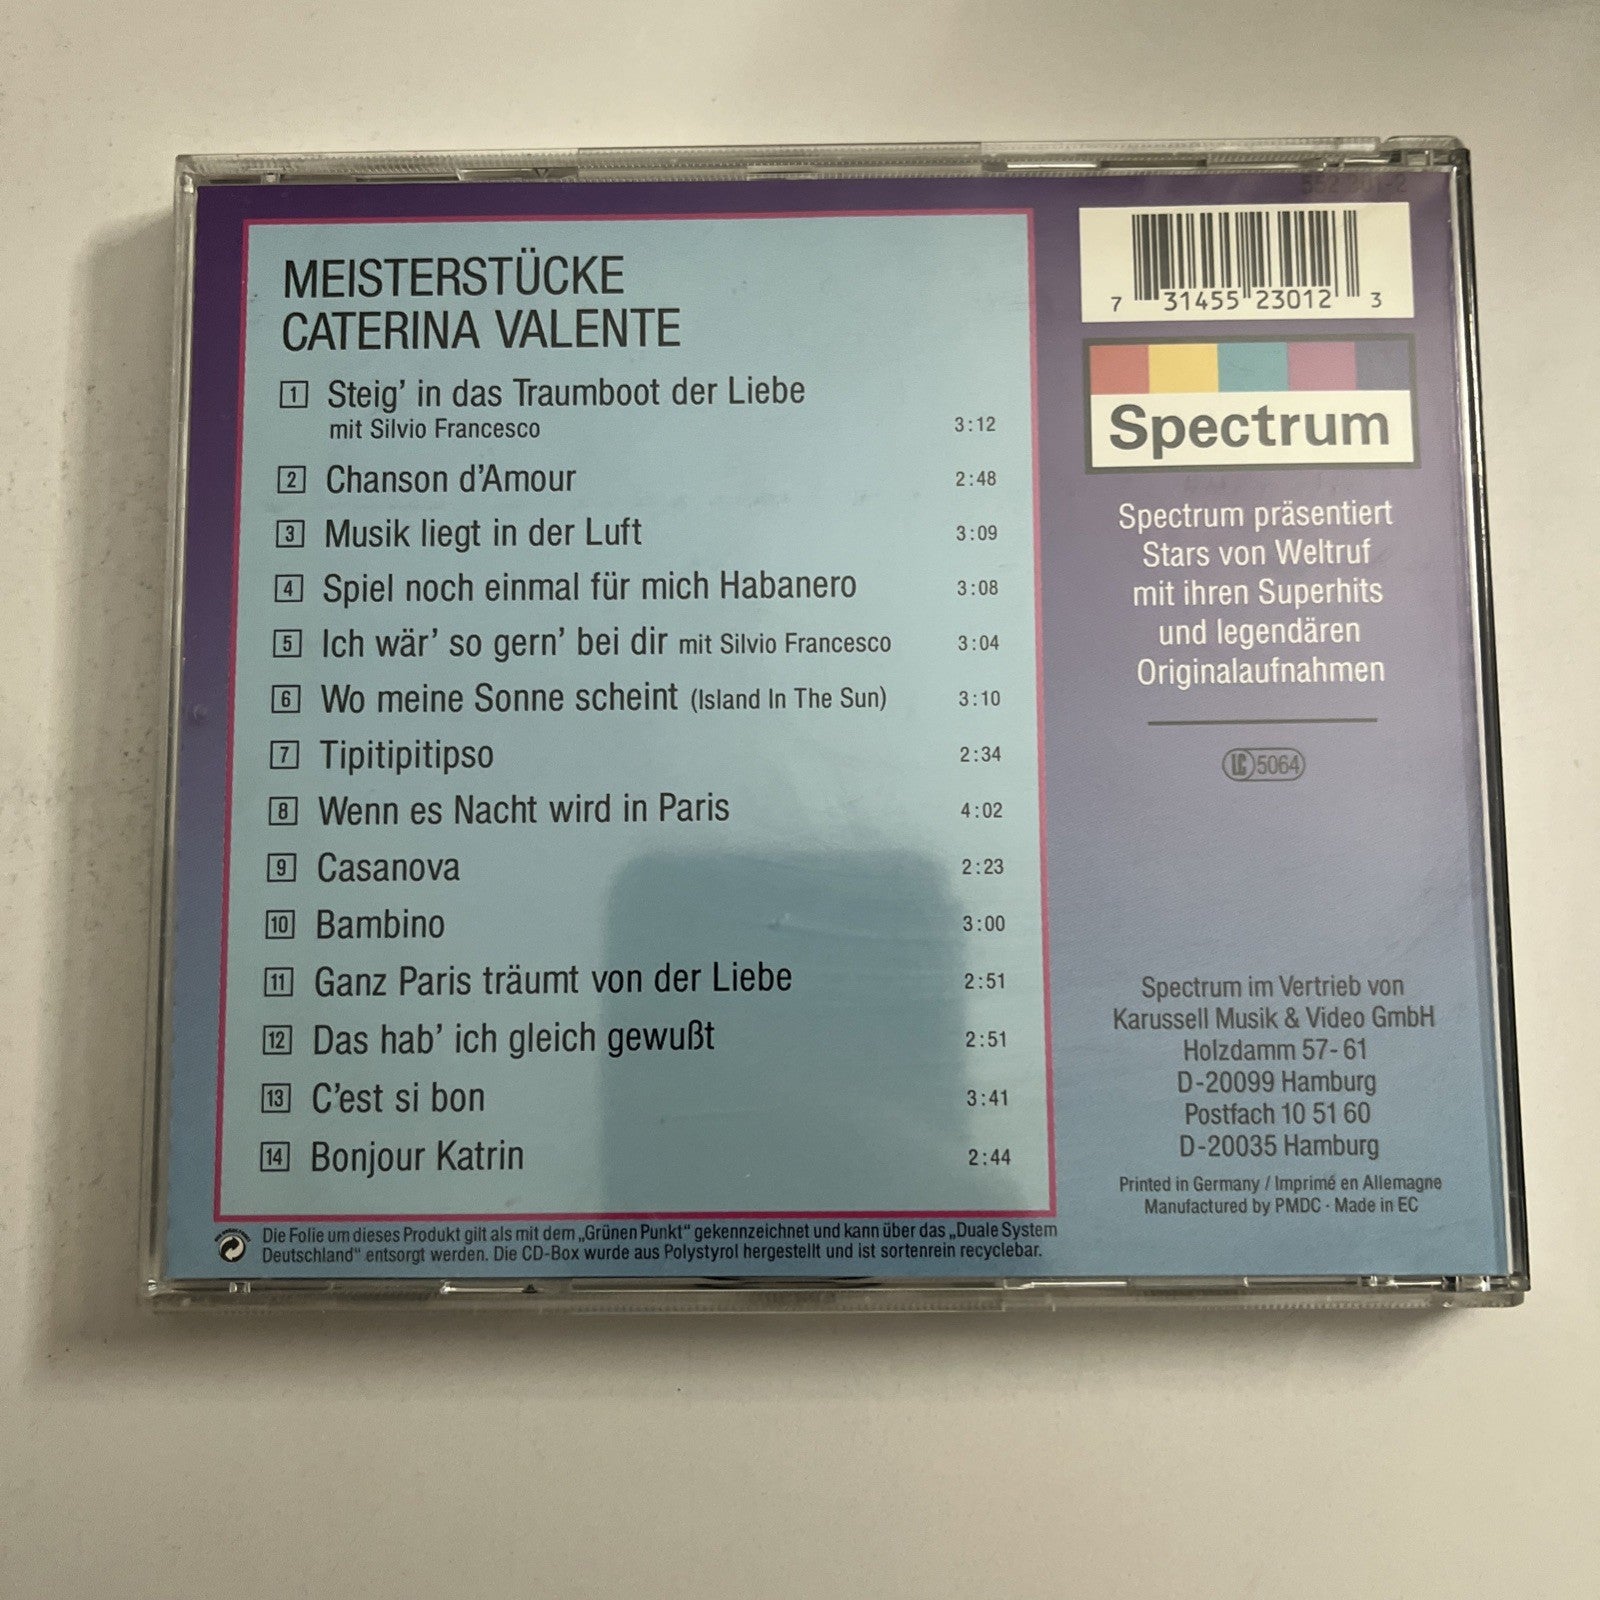 MEISTERSTÜCKE
CATERINA VALENTE
1 Steig’ in das Traumboot der Liebe
mit Silvio Francesco 3:12
2 Chanson d’Amour 2:48
3 Musik liegt in der Luft 3:09
4 Spiel noch einmal für mich Habanero 3:08
5 Ich wär’ so gern’ bei dir mit Silvio Francesco 3:04
6 Wo meine Sonne scheint (Island In The Sun) 3:10
7 Tipitipitipso 2:34
8 Wenn es Nacht wird in Paris 4:02
9 Casanova 2:23
10 Bambino 3:00
11 Ganz Paris träumt von der Liebe 2:51
12 Das hab’ ich gleich gewußt 2:51
13 C’est si bon 3:41
14 Bonjour Katrin 2:44
Die Folie um dieses Produkt gilt als mit dem „Grünen Punkt“ gekennzeichnet und kann über das „Duale System
Deutschland“ entsorgt werden. Die CD-Box wurde aus Polystyrol hergestellt und ist sortenrein recyclebar.
7 31455 23012 3
Spectrum
Spectrum präsentiert
Stars von Weltruf
mit ihren Superhits
und legendären
Originalaufnahmen
LC 5064
Spectrum im Vertrieb von
Karussell Musik & Video GmbH
Holzdamm 57-61
D-20099 Hamburg
Postfach 10 51 60
D-20035 Hamburg
Printed in Germany / Imprimé en Allemagne
Manufactured by PMDC · Made in EC